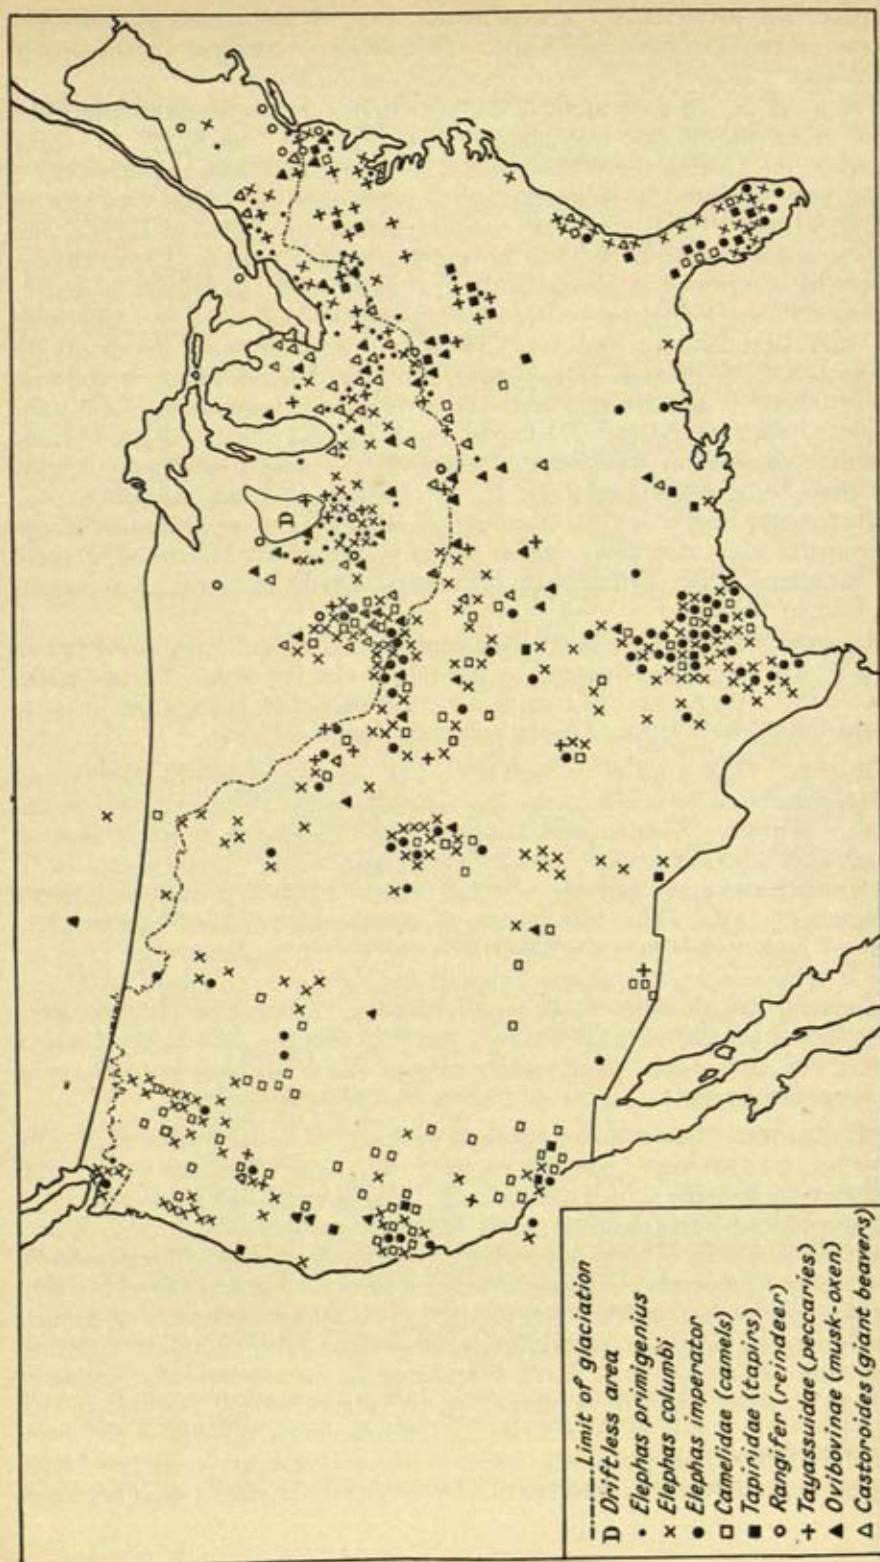 Limit of glaciation
D Driftless area
• Elephas primigenius
× Elephas columbi
● Elephas imperator
□ Camelidae (camels)
■ Tapiridae (tapirs)
○ Rangifer (reindeer)
+ Tayassuidae (peccaries)
▲ Ovibovinae (musk-oxen)
△ Castoroides (giant beavers)
D